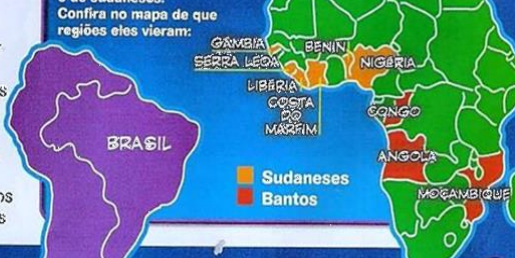 Confira no mapa de que
regiões eles vieram:
GÂMBIA
SERRA LEOA
LIBÉRIA
COSTA
DO
MARFIM
BENIN
NIGÉRIA
CONGO
ANGOLA
MOÇAMBIQUE
BRASIL
Sudaneses
Bantos